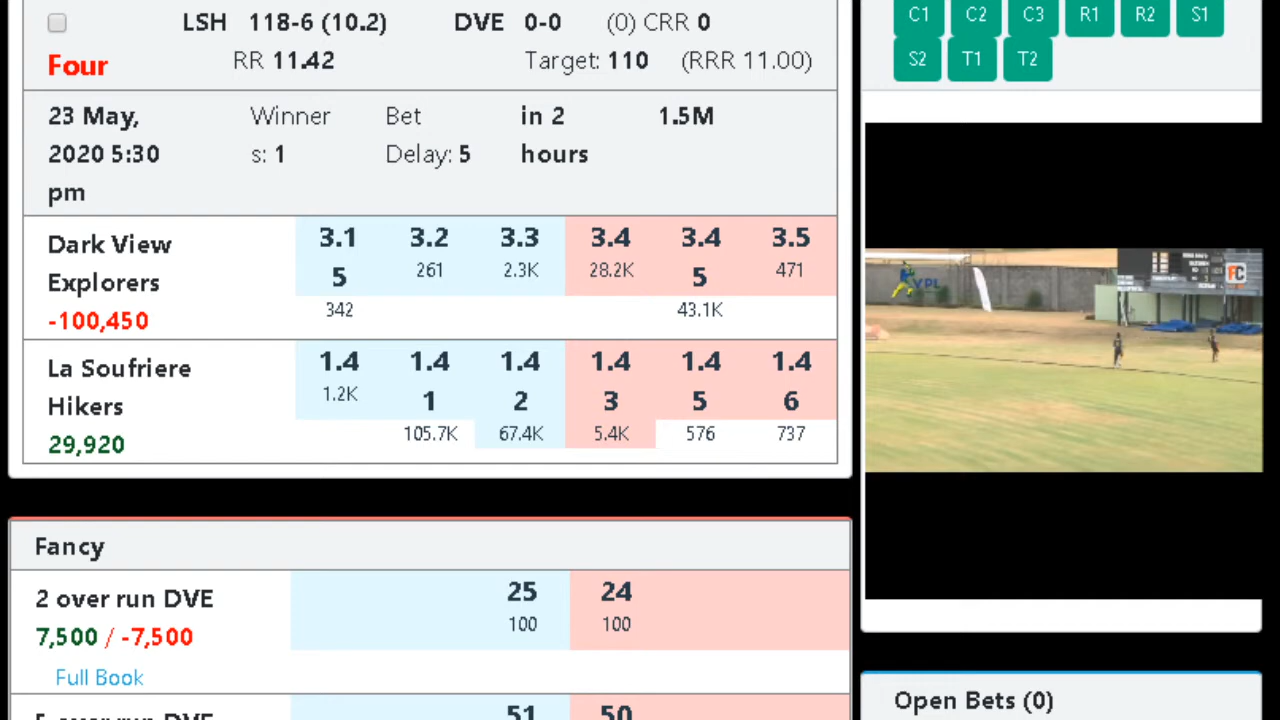 LSH 118-6 (10.2) DVE 0-0 (0) CRR 0
Four RR 11.42 Target: 110 (RRR 11.00)
23 May, 2020 5:30 pm
Winner s: 1
Bet Delay: 5
in 2 hours
1.5M
Dark View Explorers
-100,450
3.1 5 3.2 3.3 3.4 3.4 5 3.5
342 261 2.3K 28.2K 43.1K 471
La Soufriere Hikers
29,920
1.4 1.4 1 1.4 2 1.4 3 1.4 5 1.4 6
1.2K 105.7K 67.4K 5.4K 576 737
Fancy
2 over run DVE
25 24
7,500 / -7,500
100 100
Full Book
5 over run DVE
51 50
C1 C2 C3 R1 R2 S1
S2 T1 T2
VPL
FC
Open Bets (0)